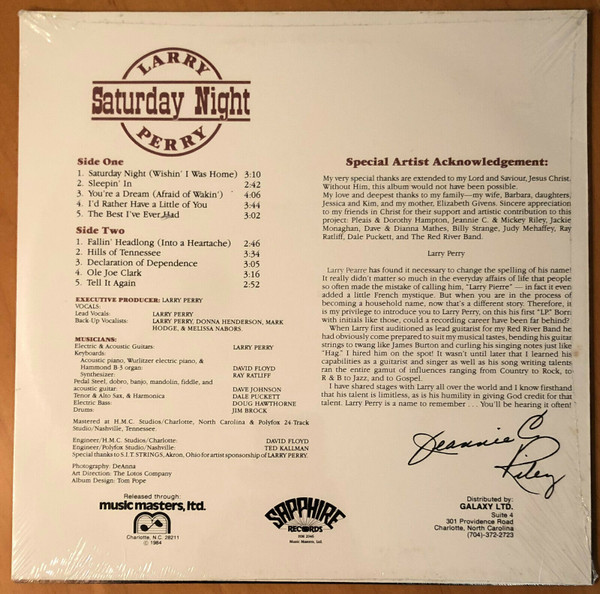 LARRY
Saturday Night
PERRY
Side One
1. Saturday Night (Wishin' I Was Home) 3:10
2. Sleepin' In 2:42
3. You're a Dream (Afraid of Wakin') 4:06
4. I'd Rather Have a Little of You 3:44
5. The Best I've Ever Had 3:02
Side Two
1. Fallin' Headlong (Into a Heartache) 2:46
2. Hills of Tennessee 3:34
3. Declaration of Dependence 3:05
4. Ole Joe Clark 3:16
5. Tell It Again 2:52
EXECUTIVE PRODUCER: LARRY PERRY
VOCALS:
Lead Vocals: LARRY PERRY
Back-Up Vocalists: LARRY PERRY, DONNA HENDERSON, MARK
HODGE, & MELISSA NABORS
MUSICIANS:
Electric & Acoustic Guitars: LARRY PERRY
Keyboards:
Acoustic piano, Wurlitzer electric piano, &
Hammond B-3 organ: DAVID FLOYD
Synthesizer: RAY RATLIFF
Pedal Steel, dobro, banjo, mandolin, fiddle, and
acoustic guitar: DAVE JOHNSON
Tenor & Alto Sax, & Harmonica DALE PUCKETT
Electric Bass: DOUG HAWTHORNE
Drums: JIM BROCK
Mastered at H.M.C. Studios/Charlotte, North Carolina & Polyfox 24-Track
Studio/Nashville, Tennessee.
Engineer/H.M.C. Studios/Charlotte: DAVID FLOYD
Engineer/Polyfox Studio/Nashville: TED KALLMAN
Special thanks to S.I.T. STRINGS, Akron, Ohio for artist sponsorship of LARRY PERRY.
Photography: DeAnna
Art Direction: The Lotos Company
Album Design: Tom Pope
Released through:
music masters, ltd.
Charlotte, N.C. 28211
© 1984
SAPPHIRE
RECORDS
Music Masters, Ltd.
Special Artist Acknowledgement:
My very special thanks are extended to my Lord and Saviour, Jesus Christ.
Without Him, this album would not have been possible.
My love and deepest thanks to my family—my wife, Barbara, daughters,
Jessica and Kim, and my mother, Elizabeth Givens. Sincere appreciation
to my friends in Christ for their support and artistic contribution to this
project: Pleais & Dorothy Hampton, Jeannie C. & Mickey Riley, Jackie
Monaghan, Dave & Dianna Mathes, Billy Strange, Judy Mehaffey, Ray
Ratliff, Dale Puckett, and The Red River Band.
Larry Perry
Larry Pearre has found it necessary to change the spelling of his name!
It really didn't matter so much in the everyday affairs of life that people
so often made the mistake of calling him, "Larry Pierre" — in fact it even
added a little French mystique. But when you are in the process of
becoming a household name, now that's a different story. Therefore, it
is my privilege to introduce you to Larry Perry, on this his first "LP". Born
with initials like those, could a recording career have been far behind?
When I first auditioned as lead guitarist for my Red River Band he
had obviously come prepared to suit my musical tastes, bending his guitar
strings to twang like James Burton and curling his singing notes just like
"Hag." I hired him on the spot! It wasn't until later that I learned his
capabilities as a guitarist and singer as well as his song writing talents
ran the entire gamut of influences ranging from Country to Rock, to
R & B to Jazz, and to Gospel.
I have shared stages with Larry all over the world and I know firsthand
that his talent is limitless, as is his humility in giving God credit for that
talent. Larry Perry is a name to remember . . . You'll be hearing it often!
Jeannie C
Riley
Distributed by:
GALAXY LTD.
Suite 4
301 Providence Road
Charlotte, North Carolina
(704)-372-2723